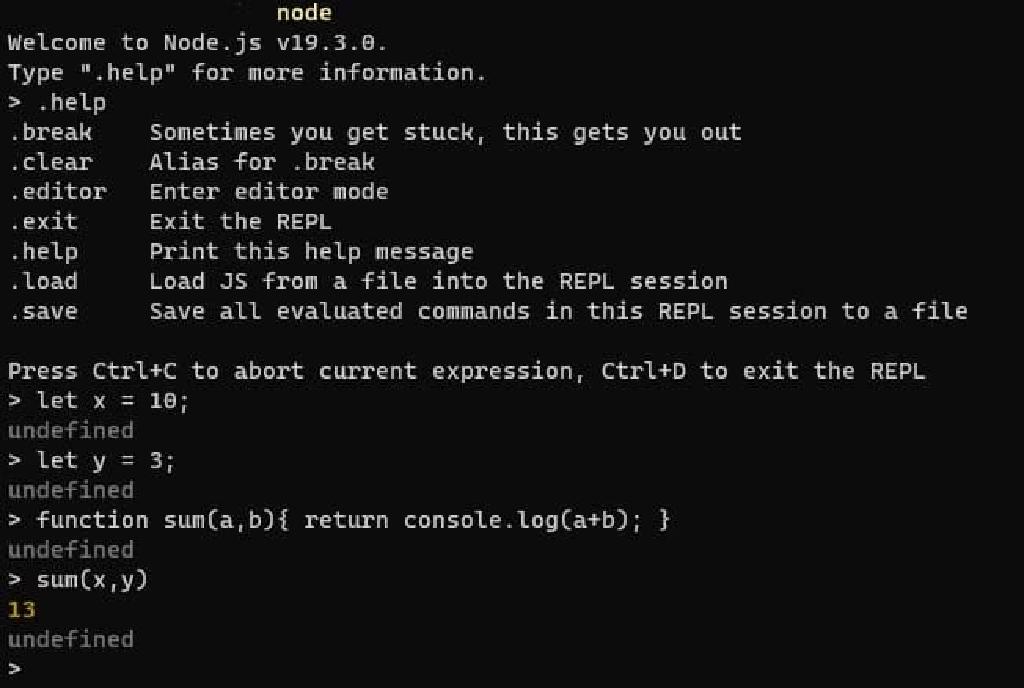 node
Welcome to Node.js v19.3.0.
Type ".help" for more information.
> .help
.break    Sometimes you get stuck, this gets you out
.clear    Alias for .break
.editor   Enter editor mode
.exit     Exit the REPL
.help     Print this help message
.load     Load JS from a file into the REPL session
.save     Save all evaluated commands in this REPL session to a file

Press Ctrl+C to abort current expression, Ctrl+D to exit the REPL
> let x = 10;
undefined
> let y = 3;
undefined
> function sum(a,b){ return console.log(a+b); }
undefined
> sum(x,y)
13
undefined
>